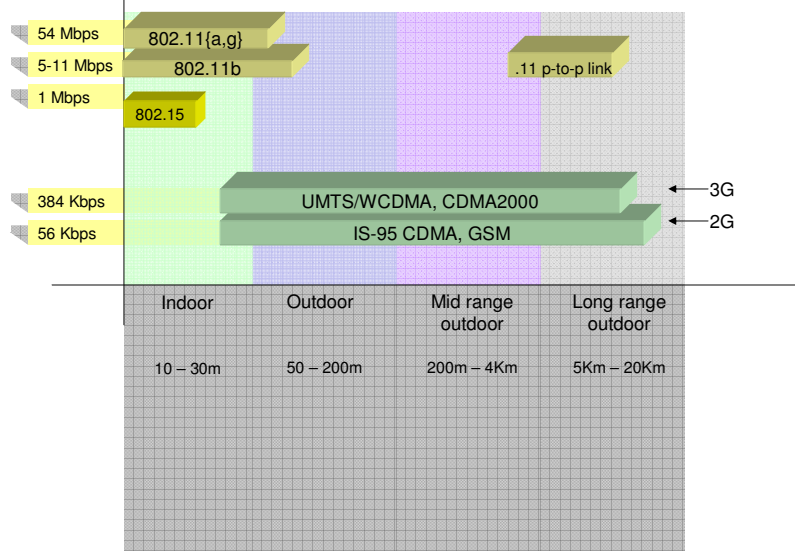 54 Mbps
802.11{a,g}
5-11 Mbps
802.11b
.11 p-to-p link
1 Mbps
802.15
384 Kbps
UMTS/WCDMA, CDMA2000
3G
56 Kbps
IS-95 CDMA, GSM
2G
Indoor
Outdoor
Mid range
outdoor
Long range
outdoor
10 – 30m
50 – 200m
200m – 4Km
5Km – 20Km